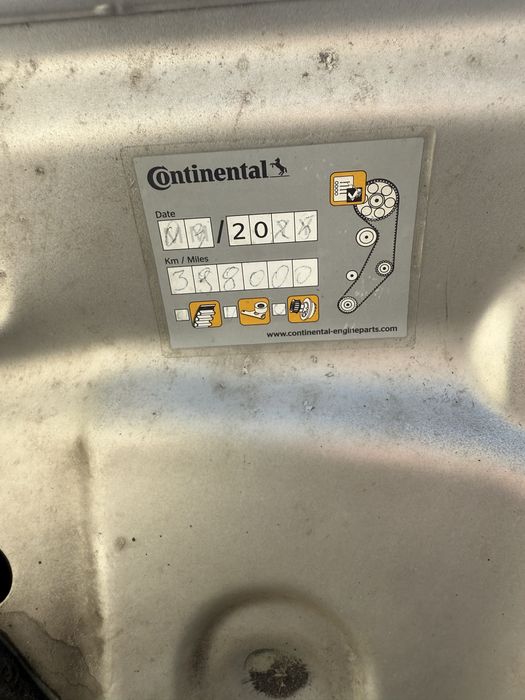 Continental
Date
/20
Km / Miles
388000
www.continental-engineparts.com